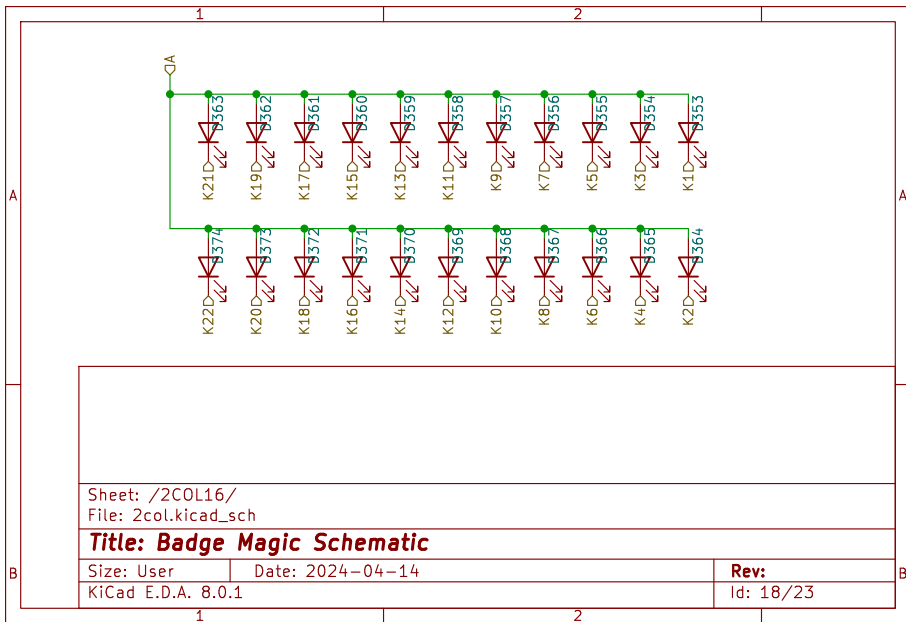 1 2
A
D363 D362 D361 D360 D359 D358 D357 D356 D355 D354 D353
K21 K19 K17 K15 K13 K11 K9 K7 K5 K3 K1
A A
D374 D373 D372 D371 D370 D369 D368 D367 D366 D365 D364
K22 K20 K18 K16 K14 K12 K10 K8 K6 K4 K2
Sheet: /2COL16/
File: 2col.kicad_sch
Title: Badge Magic Schematic
B Size: User Date: 2024-04-14 Rev: B
KiCad E.D.A. 8.0.1 Id: 18/23
1 2